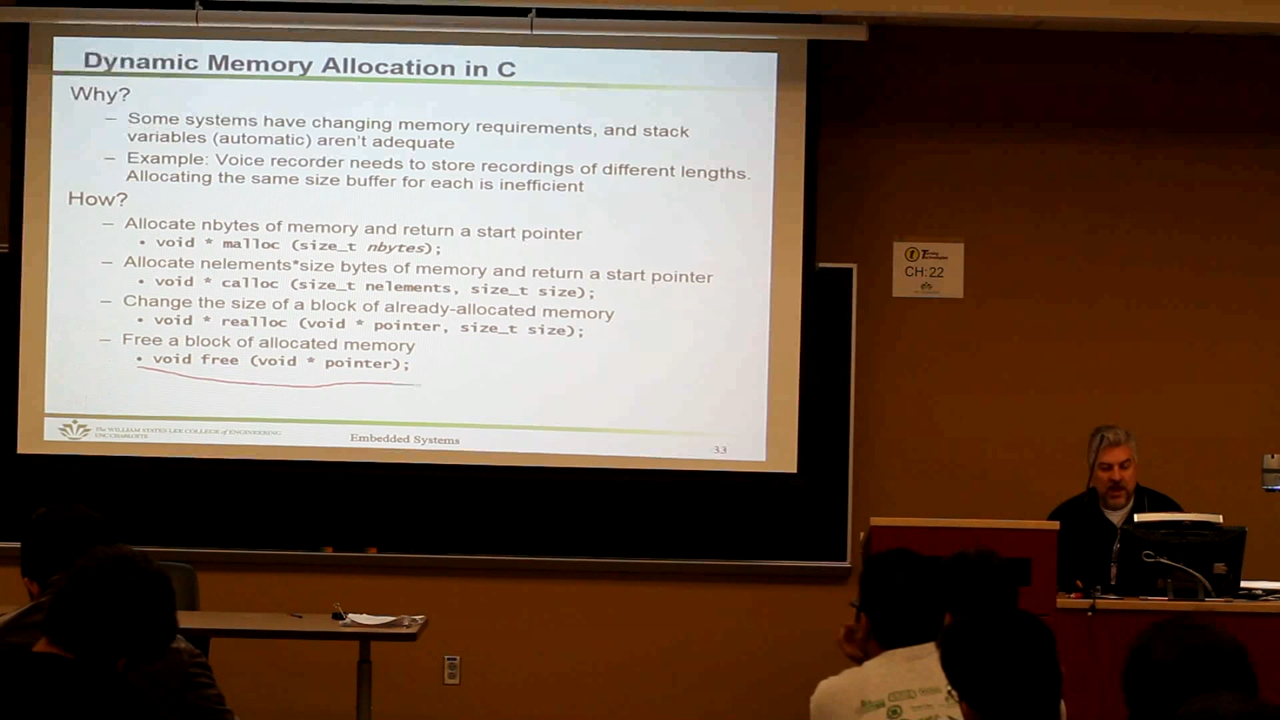 Dynamic Memory Allocation in C
Why?
– Some systems have changing memory requirements, and stack
variables (automatic) aren't adequate
– Example: Voice recorder needs to store recordings of different lengths.
Allocating the same size buffer for each is inefficient
How?
– Allocate nbytes of memory and return a start pointer
• void * malloc (size_t nbytes);
– Allocate nelements*size bytes of memory and return a start pointer
• void * calloc (size_t nelements, size_t size);
– Change the size of a block of already-allocated memory
• void * realloc (void * pointer, size_t size);
– Free a block of allocated memory
• void free (void * pointer);
The WILLIAM STATES LEE COLLEGE of ENGINEERING
UNC CHARLOTTE
Embedded Systems
33
Turning
Technologies
CH:22